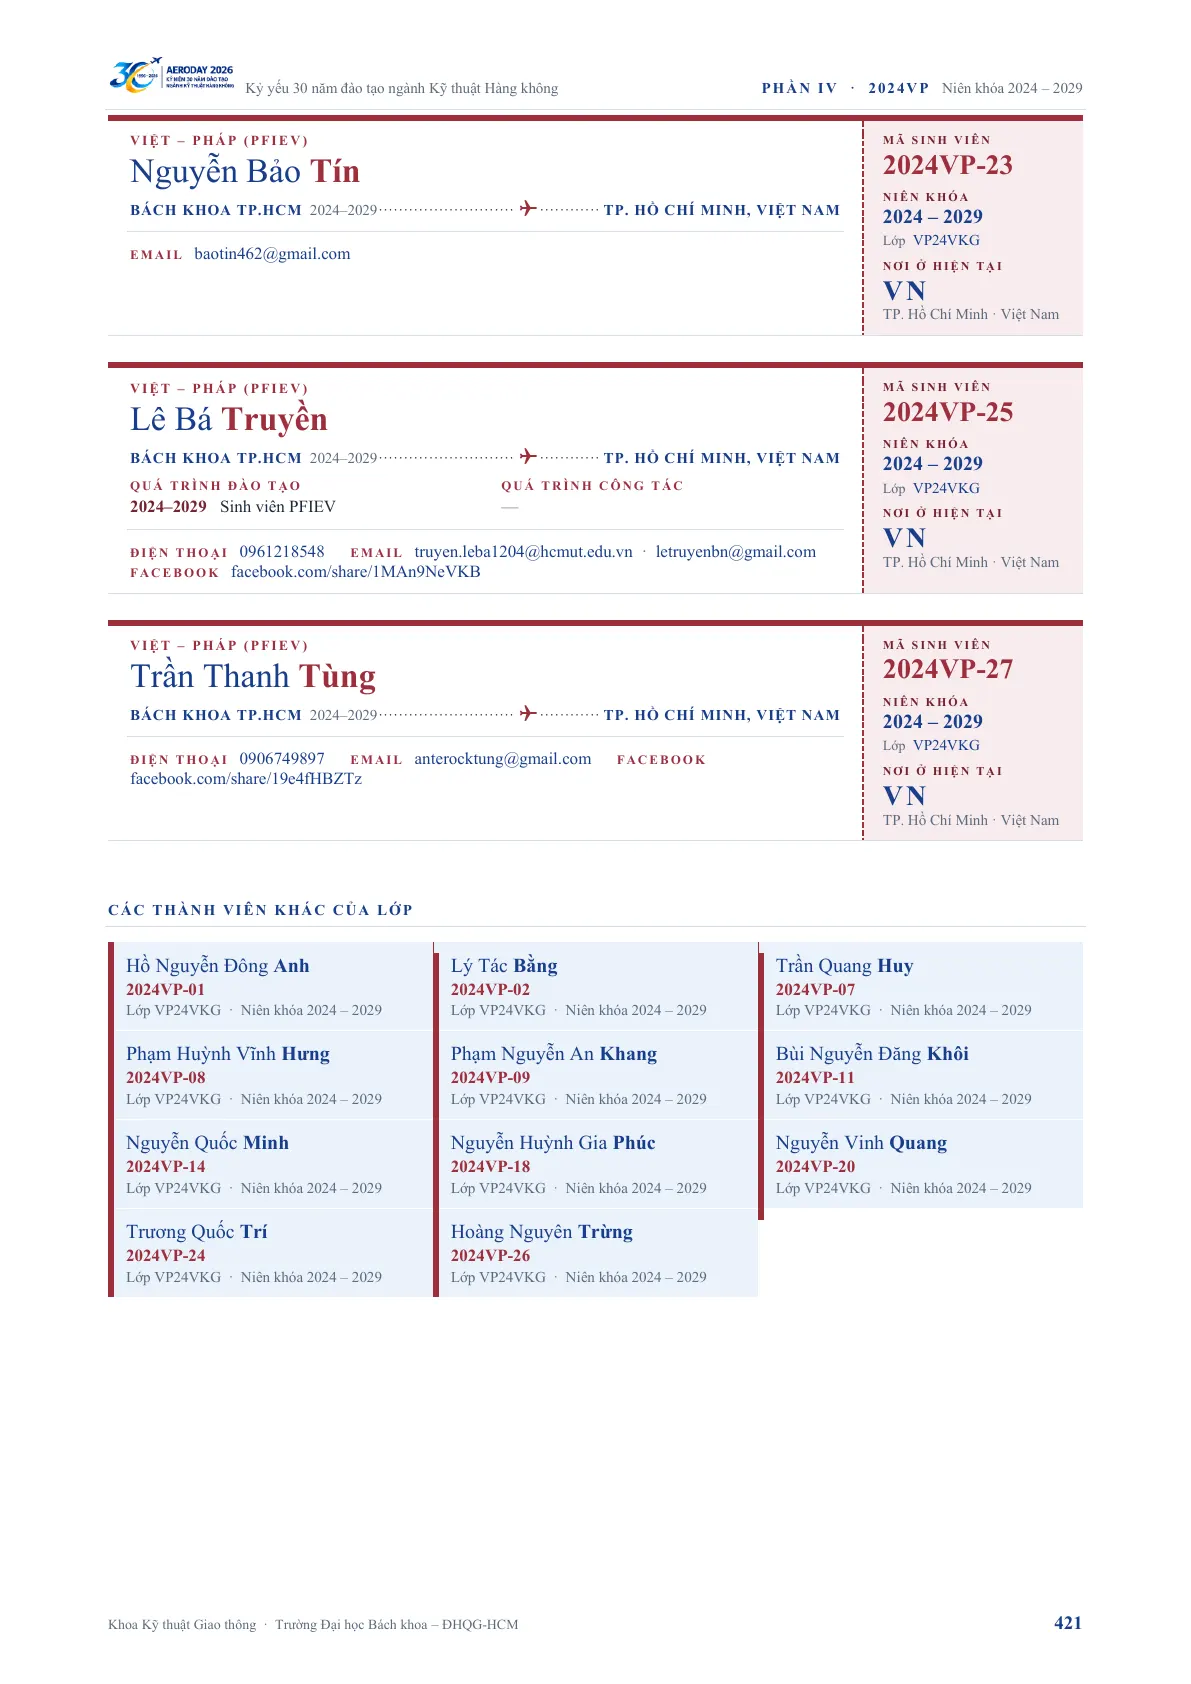 30
1996 - 2026
AERODAY 2026
KỶ NIỆM 30 NĂM ĐÀO TẠO
NGÀNH KỸ THUẬT HÀNG KHÔNG
Kỷ yếu 30 năm đào tạo ngành Kỹ thuật Hàng không
PHẦN IV · 2024VP Niên khóa 2024 – 2029
VIỆT – PHÁP (PFIEV)
Nguyễn Bảo Tín
BÁCH KHOA TP.HCM 2024–2029 TP. HỒ CHÍ MINH, VIỆT NAM
EMAIL baotin462@gmail.com
MÃ SINH VIÊN
2024VP-23
NIÊN KHÓA
2024 – 2029
Lớp VP24VKG
NƠI Ở HIỆN TẠI
VN
TP. Hồ Chí Minh · Việt Nam
VIỆT – PHÁP (PFIEV)
Lê Bá Truyền
BÁCH KHOA TP.HCM 2024–2029 TP. HỒ CHÍ MINH, VIỆT NAM
QUÁ TRÌNH ĐÀO TẠO
2024–2029 Sinh viên PFIEV
QUÁ TRÌNH CÔNG TÁC
—
ĐIỆN THOẠI 0961218548 EMAIL truyen.leba1204@hcmut.edu.vn · letruyenbn@gmail.com
FACEBOOK facebook.com/share/1MAn9NeVKB
MÃ SINH VIÊN
2024VP-25
NIÊN KHÓA
2024 – 2029
Lớp VP24VKG
NƠI Ở HIỆN TẠI
VN
TP. Hồ Chí Minh · Việt Nam
VIỆT – PHÁP (PFIEV)
Trần Thanh Tùng
BÁCH KHOA TP.HCM 2024–2029 TP. HỒ CHÍ MINH, VIỆT NAM
ĐIỆN THOẠI 0906749897 EMAIL anterocktung@gmail.com FACEBOOK
facebook.com/share/19e4fHBZTz
MÃ SINH VIÊN
2024VP-27
NIÊN KHÓA
2024 – 2029
Lớp VP24VKG
NƠI Ở HIỆN TẠI
VN
TP. Hồ Chí Minh · Việt Nam
CÁC THÀNH VIÊN KHÁC CỦA LỚP
Hồ Nguyễn Đông Anh
2024VP-01
Lớp VP24VKG · Niên khóa 2024 – 2029
Lý Tác Bằng
2024VP-02
Lớp VP24VKG · Niên khóa 2024 – 2029
Trần Quang Huy
2024VP-07
Lớp VP24VKG · Niên khóa 2024 – 2029
Phạm Huỳnh Vĩnh Hưng
2024VP-08
Lớp VP24VKG · Niên khóa 2024 – 2029
Phạm Nguyễn An Khang
2024VP-09
Lớp VP24VKG · Niên khóa 2024 – 2029
Bùi Nguyễn Đăng Khôi
2024VP-11
Lớp VP24VKG · Niên khóa 2024 – 2029
Nguyễn Quốc Minh
2024VP-14
Lớp VP24VKG · Niên khóa 2024 – 2029
Nguyễn Huỳnh Gia Phúc
2024VP-18
Lớp VP24VKG · Niên khóa 2024 – 2029
Nguyễn Vinh Quang
2024VP-20
Lớp VP24VKG · Niên khóa 2024 – 2029
Trương Quốc Trí
2024VP-24
Lớp VP24VKG · Niên khóa 2024 – 2029
Hoàng Nguyên Trừng
2024VP-26
Lớp VP24VKG · Niên khóa 2024 – 2029
Khoa Kỹ thuật Giao thông · Trường Đại học Bách khoa – ĐHQG-HCM
421